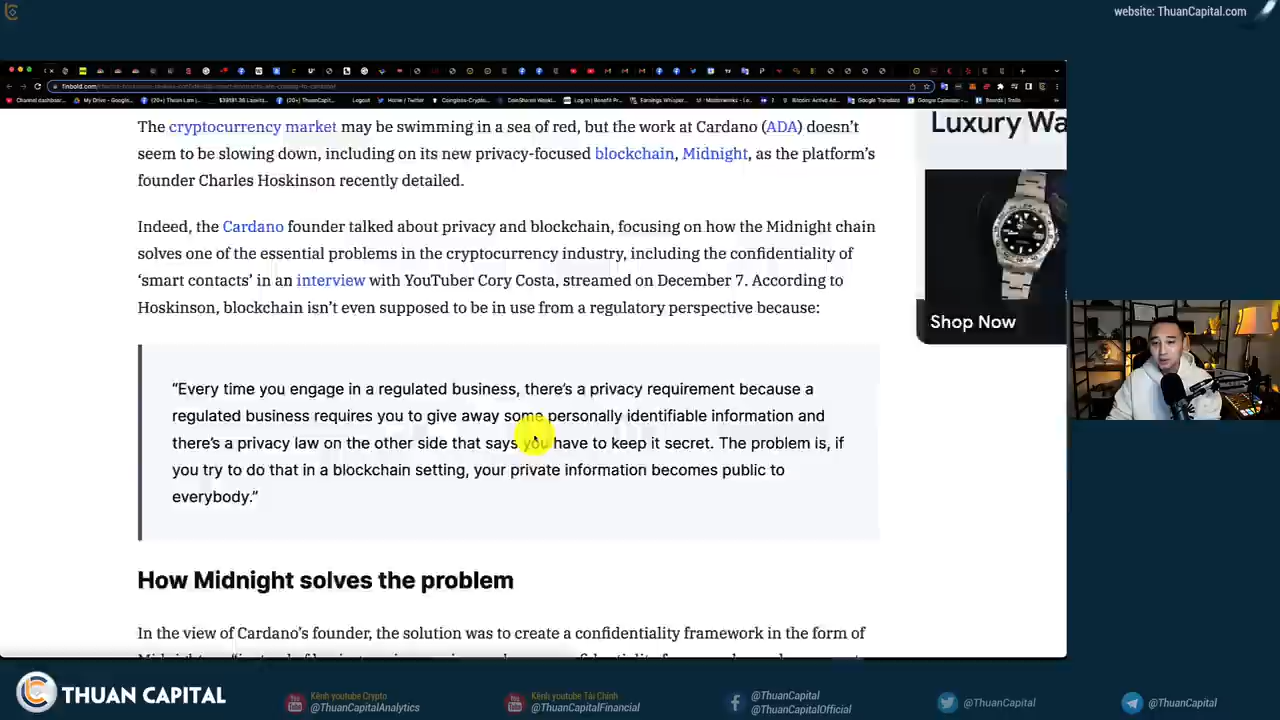 website: ThuanCapital.com
The cryptocurrency market may be swimming in a sea of red, but the work at Cardano (ADA) doesn't
seem to be slowing down, including on its new privacy-focused blockchain, Midnight, as the platform's
founder Charles Hoskinson recently detailed.
Indeed, the Cardano founder talked about privacy and blockchain, focusing on how the Midnight chain
solves one of the essential problems in the cryptocurrency industry, including the confidentiality of
'smart contacts' in an interview with YouTuber Cory Costa, streamed on December 7. According to
Hoskinson, blockchain isn't even supposed to be in use from a regulatory perspective because:
"Every time you engage in a regulated business, there's a privacy requirement because a
regulated business requires you to give away some personally identifiable information and
there's a privacy law on the other side that says you have to keep it secret. The problem is, if
you try to do that in a blockchain setting, your private information becomes public to
everybody."
How Midnight solves the problem
In the view of Cardano's founder, the solution was to create a confidentiality framework in the form of
Luxury Wa
Shop Now
THUAN CAPITAL
Kênh youtube Crypto
@ThuanCapitalAnalytics
Kênh youtube Tài Chính
@ThuanCapitalFinancial
@ThuanCapital
@ThuanCapitalOfficial
@ThuanCapital
@ThuanCapital